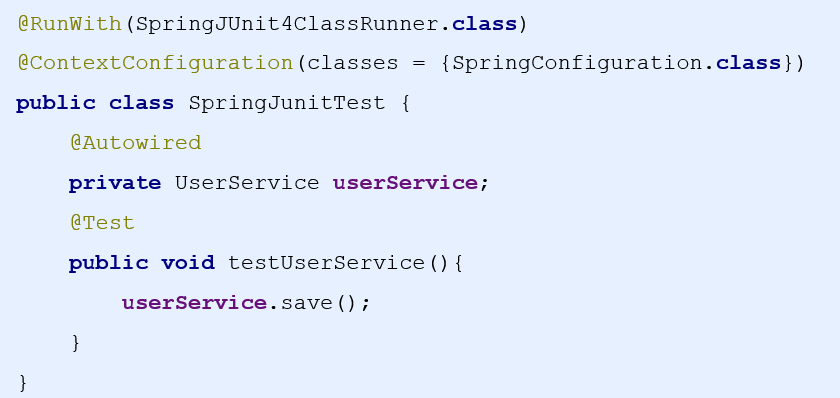 @RunWith(SpringJUnit4ClassRunner.class)
@ContextConfiguration(classes = {SpringConfiguration.class})
public class SpringJunitTest {
    @Autowired
    private UserService userService;
    @Test
    public void testUserService(){
        userService.save();
    }
}